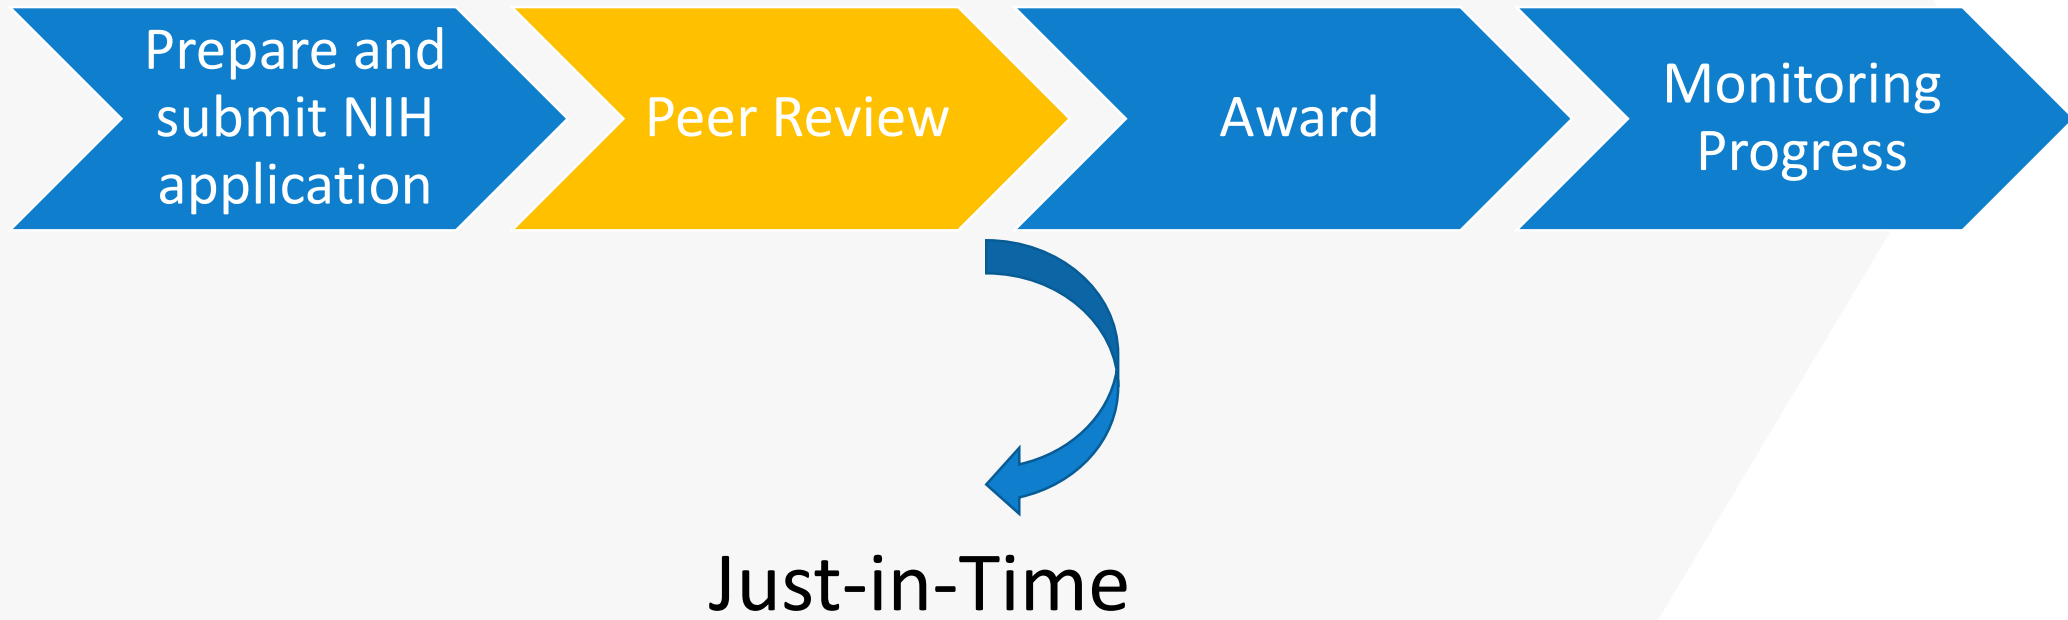 Prepare and
submit NIH
application
Peer Review
Award
Monitoring
Progress
Just-in-Time